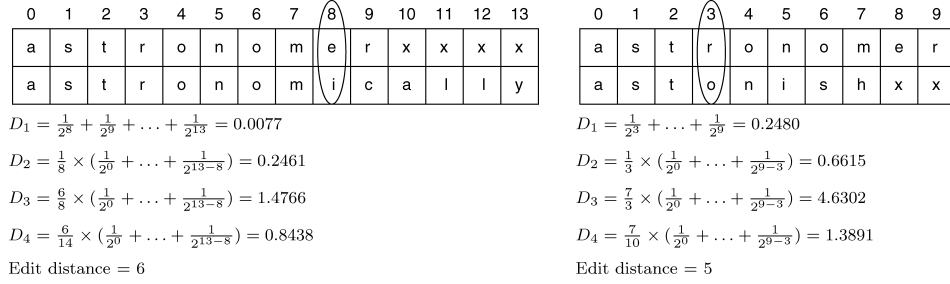 0 1 2 3 4 5 6 7 8 9 10 11 12 13
a s t r o n o m e r x x x x
a s t r o n o m i c a l l y
D₁ = 1/2⁸ + 1/2⁹ + … + 1/2¹³ = 0.0077
D₂ = 1/8 × (1/2⁰ + … + 1/2¹³⁻⁸) = 0.2461
D₃ = 6/8 × (1/2⁰ + … + 1/2¹³⁻⁸) = 1.4766
D₄ = 6/14 × (1/2⁰ + … + 1/2¹³⁻⁸) = 0.8438
Edit distance = 6
0 1 2 3 4 5 6 7 8 9
a s t r o n o m e r
a s t o n i s h x x
D₁ = 1/2³ + … + 1/2⁹ = 0.2480
D₂ = 1/3 × (1/2⁰ + … + 1/2⁹⁻³) = 0.6615
D₃ = 7/3 × (1/2⁰ + … + 1/2⁹⁻³) = 4.6302
D₄ = 7/10 × (1/2⁰ + … + 1/2⁹⁻³) = 1.3891
Edit distance = 5